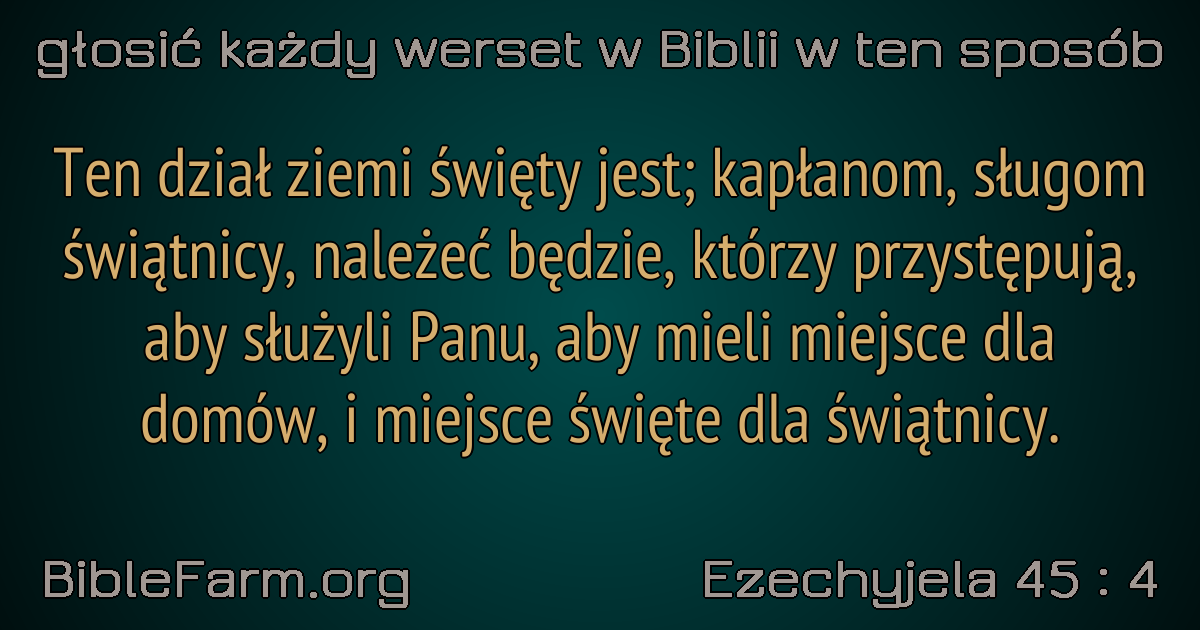 głosić każdy werset w Biblii w ten sposób
Ten dział ziemi święty jest; kapłanom, sługom
świątnicy, należeć będzie, którzy przystępują,
aby służyli Panu, aby mieli miejsce dla
domów, i miejsce święte dla świątnicy.
BibleFarm.org
Ezechyjela 45 : 4